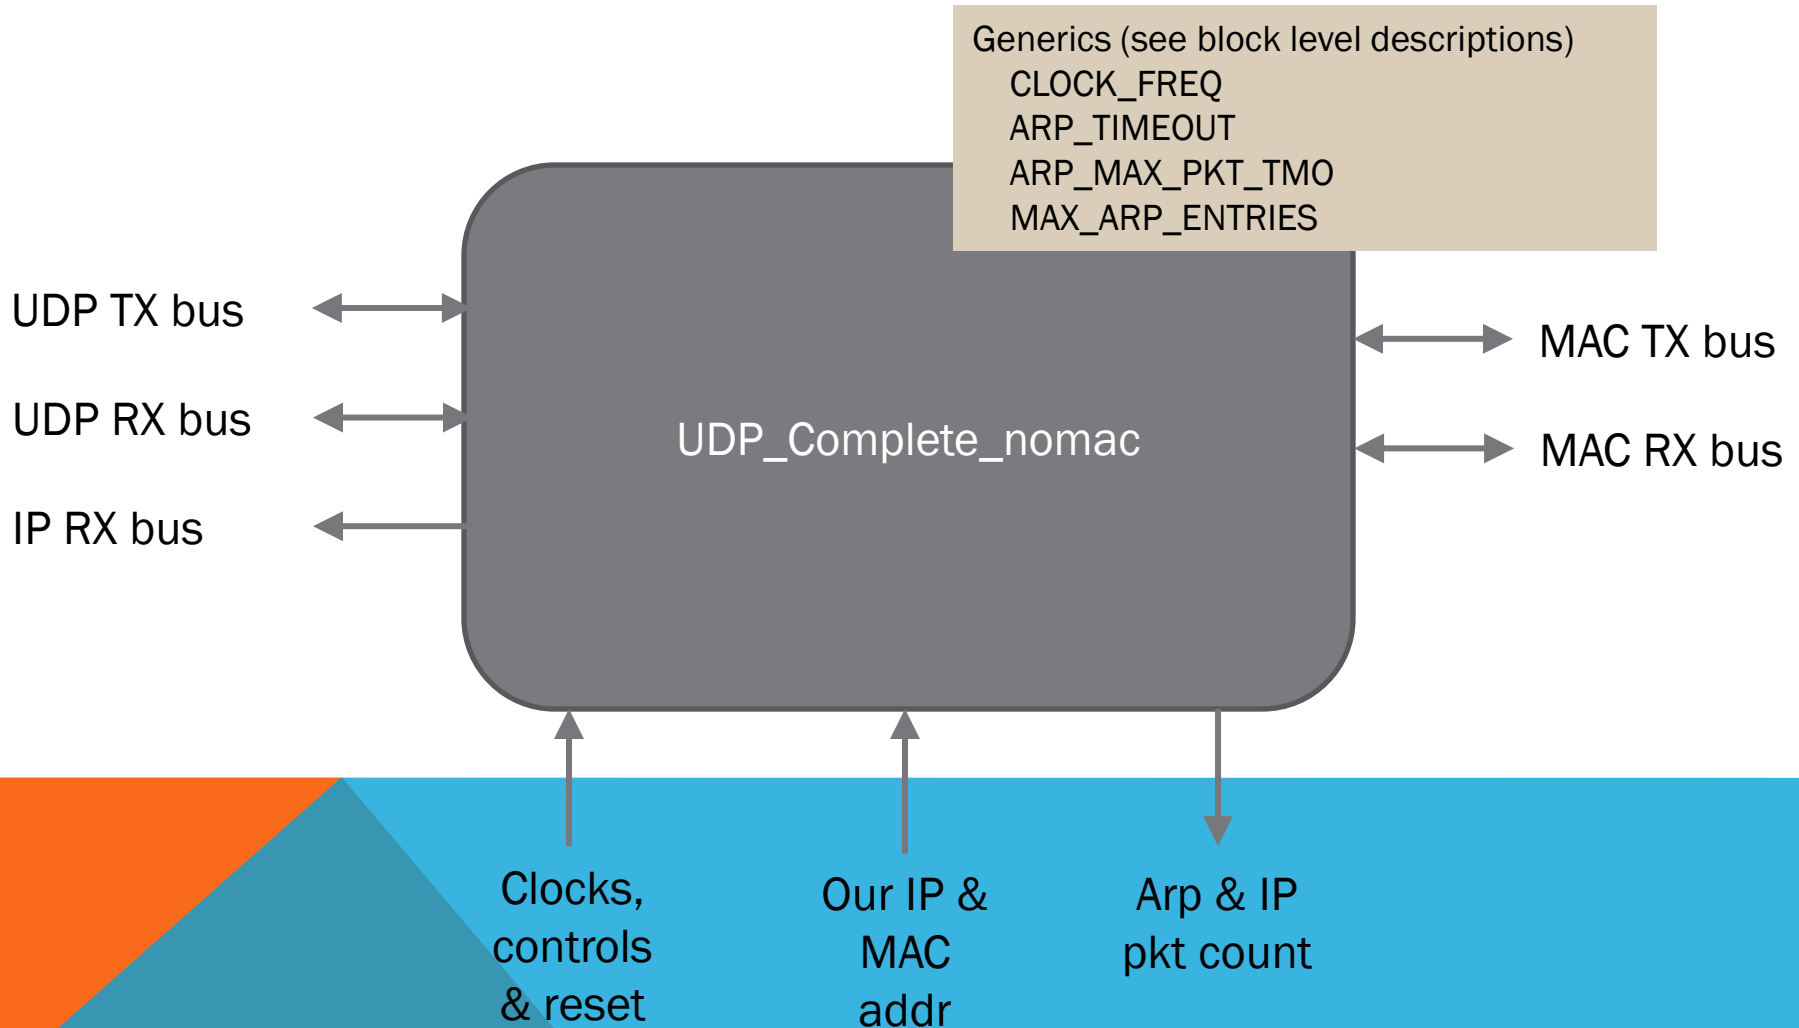 Generics (see block level descriptions)
CLOCK_FREQ
ARP_TIMEOUT
ARP_MAX_PKT_TMO
MAX_ARP_ENTRIES
UDP TX bus
UDP RX bus
IP RX bus
UDP_Complete_nomac
MAC TX bus
MAC RX bus
Clocks,
controls
& reset
Our IP &
MAC
addr
Arp & IP
pkt count